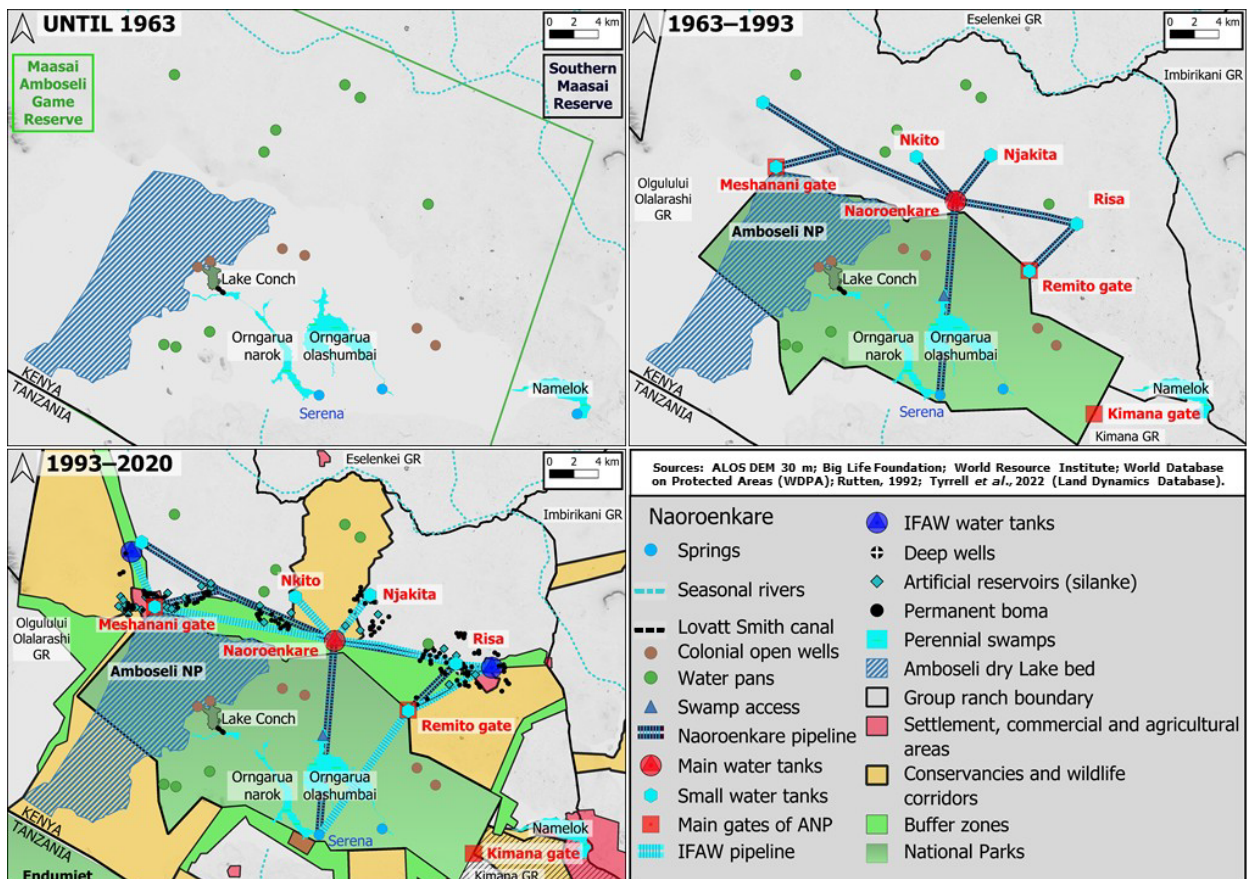 UNTIL 1963
0 2 4 km
Maasai
Amboseli
Game
Reserve
Southern
Maasai
Reserve
Lake Conch
Orngarua
narok
Orngarua
olashumbai
Serena
Namelok
KENYA
TANZANIA
1963–1993
Eselenkei GR
0 2 4 km
Imbirikani GR
Nkito
Njakita
Meshanani gate
Olgulului
Olalarashi
GR
Naoroenkare
Risa
Amboseli NP
Remito gate
Lake Conch
Orngarua
narok
Orngarua
olashumbai
Serena
Namelok
Kimana gate
Kimana GR
KENYA
TANZANIA
1993–2020
Eselenkei GR
0 2 4 km
Imbirikani GR
Nkito
Njakita
Meshanani gate
Olgulului
Olalarashi
GR
Naoroenkare
Risa
Amboseli NP
Remito gate
Lake Conch
Orngarua
narok
Orngarua
olashumbai
Serena
Namelok
Kimana gate
Kimana GR
KENYA
TANZANIA
Endumiet
Sources: ALOS DEM 30 m; Big Life Foundation; World Resource Institute; World Database
on Protected Areas (WDPA); Rutten, 1992; Tyrrell et al., 2022 (Land Dynamics Database).
Naoroenkare
Springs
Seasonal rivers
Lovatt Smith canal
Colonial open wells
Water pans
Swamp access
Naoroenkare pipeline
Main water tanks
Small water tanks
Main gates of ANP
IFAW pipeline
IFAW water tanks
Deep wells
Artificial reservoirs (silanke)
Permanent boma
Perennial swamps
Amboseli dry Lake bed
Group ranch boundary
Settlement, commercial and agricultural
areas
Conservancies and wildlife
corridors
Buffer zones
National Parks